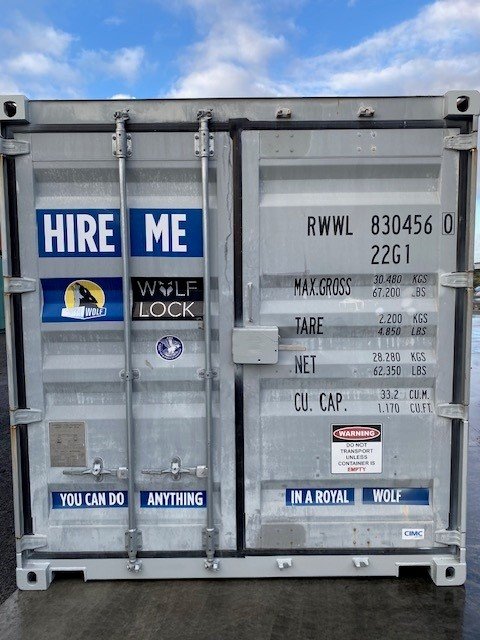 HIRE ME
WOLF
WOLF
LOCK
YOU CAN DO ANYTHING
RWWL 830456 0
22G1
MAX.GROSS 30.480 KGS
67.200 LBS
TARE 2.200 KGS
4.850 LBS
NET 28.280 KGS
62.350 LBS
CU. CAP. 33.2 CU.M.
1.170 CU.FT.
WARNING
DO NOT
TRANSPORT
UNLESS
CONTAINER IS
EMPTY
IN A ROYAL WOLF
CIMC